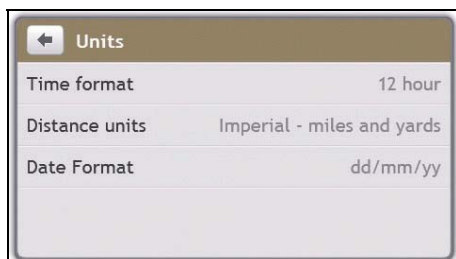 Units
Time format 12 hour
Distance units Imperial - miles and yards
Date Format dd/mm/yy